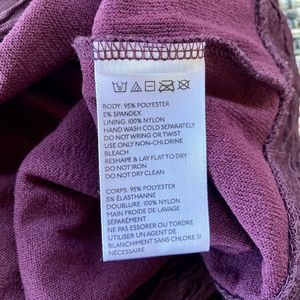 BODY: 95% POLYESTER
5% SPANDEX
LINING: 100% NYLON
HAND WASH COLD SEPARATELY
DO NOT WRING OR TWIST
USE ONLY NON-CHLORINE
BLEACH
RESHAPE & LAY FLAT TO DRY
DO NOT IRON
DO NOT DRY CLEAN
CORPS: 95% POLYESTER
5% ÉLASTHANNE
DOUBLURE: 100% NYLON
MAIN FROIDE DE LAVAGE
SÉPARÉMENT
NE PAS ESSORER OU TORDRE
UTILISER UN AGENT DE
BLANCHIMENT SANS CHLORE SI
NÉCESSAIRE